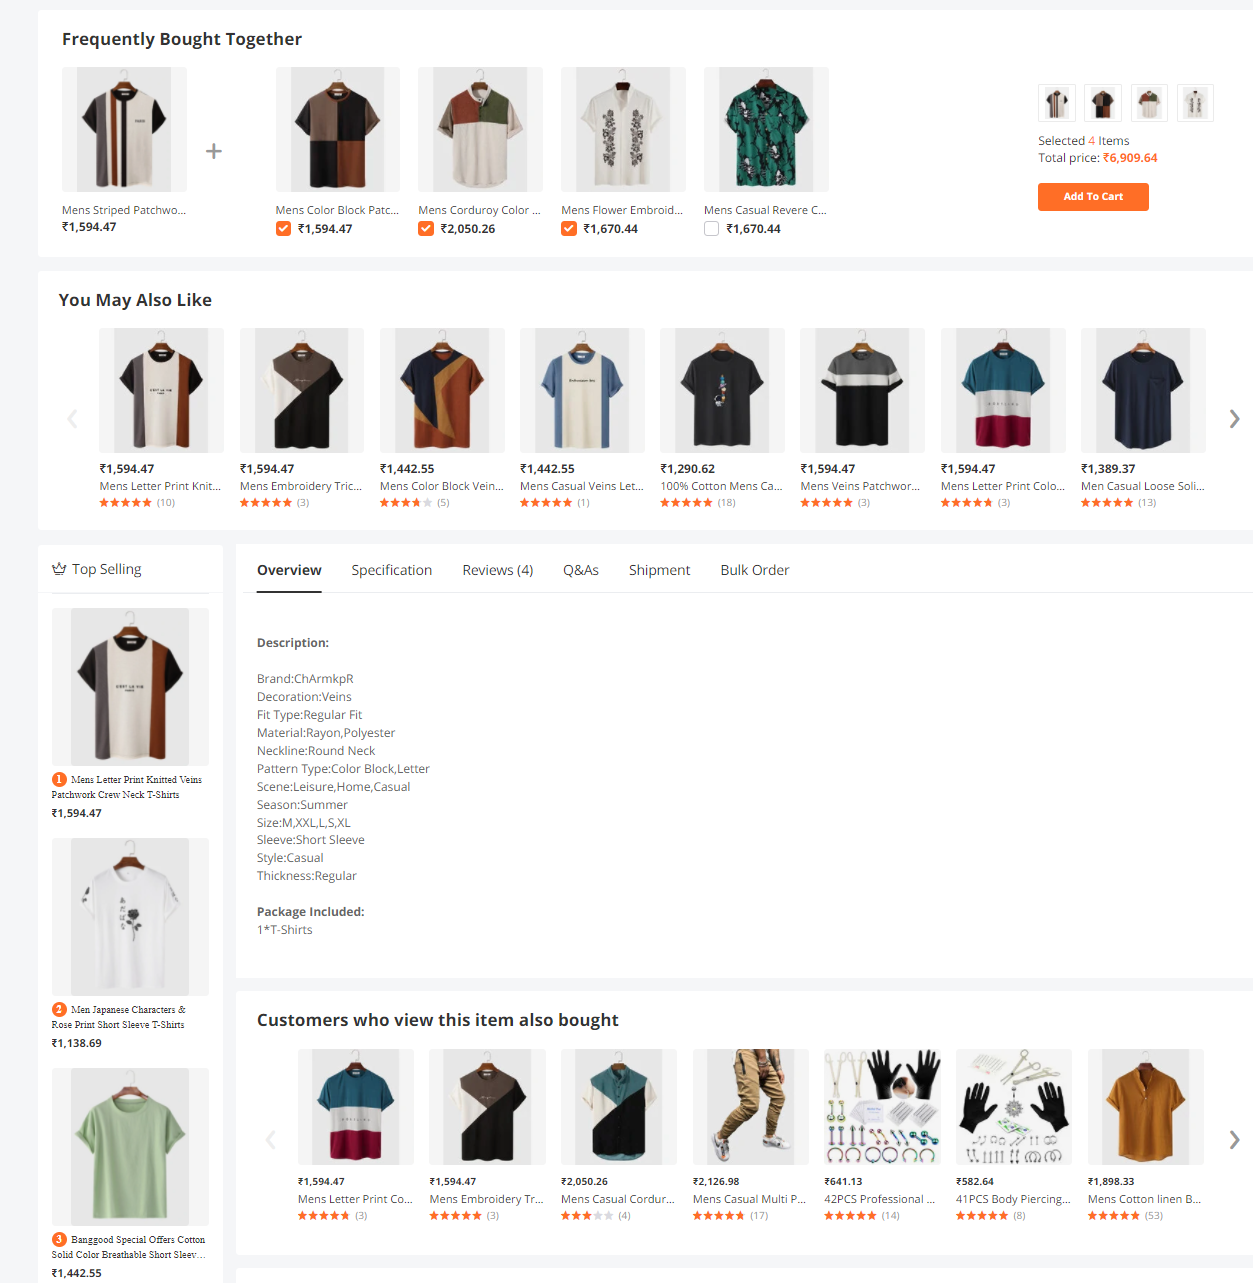 Frequently Bought Together
Mens Striped Patchwo...
₹1,594.47
+
Mens Color Block Patc...
₹1,594.47
Mens Corduroy Color ...
₹2,050.26
Mens Flower Embroid...
₹1,670.44
Mens Casual Revere C...
₹1,670.44
Selected 4 Items
Total price: ₹6,909.64
Add To Cart
You May Also Like
₹1,594.47
Mens Letter Print Knit...
(10)
₹1,594.47
Mens Embroidery Tric...
(3)
₹1,442.55
Mens Color Block Vein...
(5)
₹1,442.55
Mens Casual Veins Let...
(1)
₹1,290.62
100% Cotton Mens Ca...
(18)
₹1,594.47
Mens Veins Patchwor...
(3)
₹1,594.47
Mens Letter Print Colo...
(3)
₹1,389.37
Men Casual Loose Soli...
(13)
Top Selling
1 Mens Letter Print Knitted Veins
Patchwork Crew Neck T-Shirts
₹1,594.47
あだばな
2 Men Japanese Characters &
Rose Print Short Sleeve T-Shirts
₹1,138.69
3 Banggood Special Offers Cotton
Solid Color Breathable Short Sleev...
₹1,442.55
Overview
Specification
Reviews (4)
Q&As
Shipment
Bulk Order
Description:
Brand:ChArmkpR
Decoration:Veins
Fit Type:Regular Fit
Material:Rayon,Polyester
Neckline:Round Neck
Pattern Type:Color Block,Letter
Scene:Leisure,Home,Casual
Season:Summer
Size:M,XXL,L,S,XL
Sleeve:Short Sleeve
Style:Casual
Thickness:Regular
Package Included:
1*T-Shirts
Customers who view this item also bought
₹1,594.47
Mens Letter Print Co...
(3)
₹1,594.47
Mens Embroidery Tr...
(3)
₹2,050.26
Mens Casual Cordur...
(4)
₹2,126.98
Mens Casual Multi P...
(17)
₹641.13
42PCS Professional ...
(14)
₹582.64
41PCS Body Piercing...
(8)
₹1,898.33
Mens Cotton linen B...
(53)